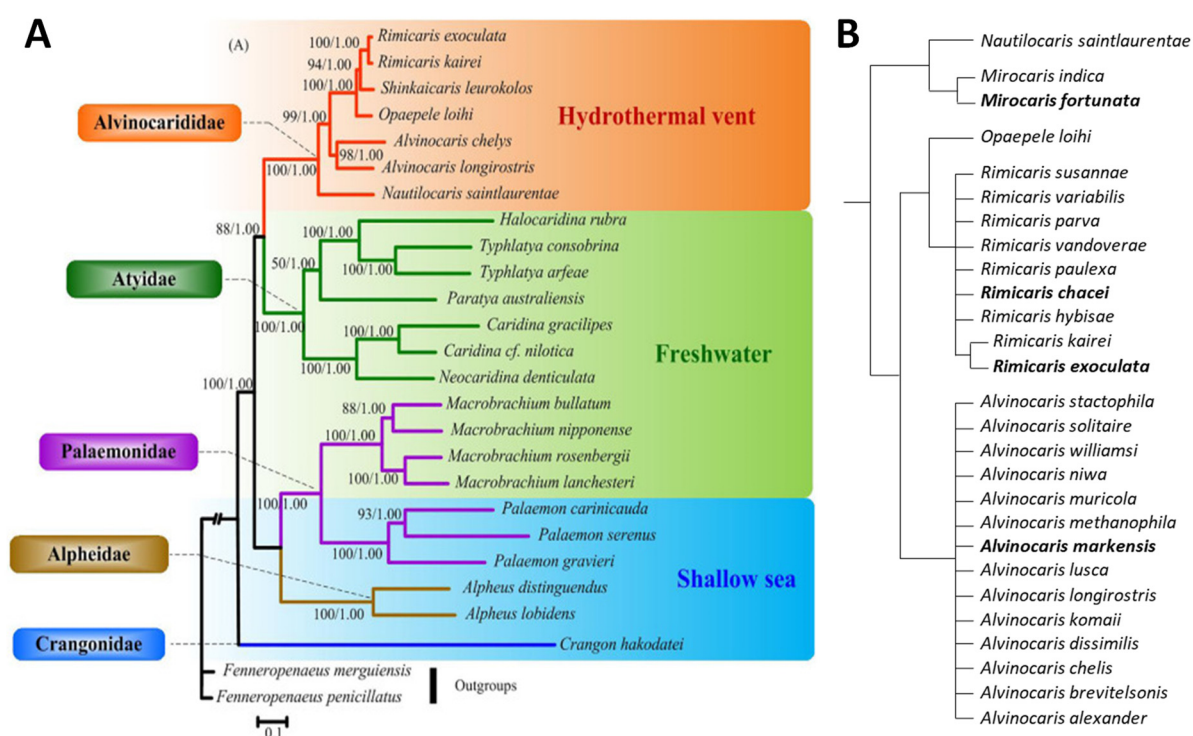 A
(A)
100/1.00
Rimicaris exoculata
94/1.00
Rimicaris kairei
100/1.00
Shinkaicaris leurokolos
Opaepele loihi
99/1.00
Alvinocaris chelys
98/1.00
Alvinocaris longirostris
100/1.00
Nautilocaris saintlaurentae
Alvinocarididae
Hydrothermal vent
88/1.00
100/1.00
Halocaridina rubra
Typhlatya consobrina
50/1.00
100/1.00
Typhlatya arfeae
Atyidae
Paratya australiensis
100/1.00
100/1.00
Caridina gracilipes
Caridina cf. nilotica
100/1.00
Neocaridina denticulata
Freshwater
100/1.00
88/1.00
Macrobrachium bullatum
100/1.00
Macrobrachium nipponense
Palaemonidae
Macrobrachium rosenbergii
100/1.00
Macrobrachium lanchesteri
100/1.00
93/1.00
Palaemon carinicauda
Palaemon serenus
100/1.00
Palaemon gravieri
Alpheidae
Shallow sea
Alpheus distinguendus
100/1.00
Alpheus lobidens
Crangonidae
Crangon hakodatei
Fenneropenaeus merguiensis
Outgroups
Fenneropenaeus penicillatus
0.1
B
Nautilocaris saintlaurentae
Mirocaris indica
Mirocaris fortunata
Opaepele loihi
Rimicaris susannae
Rimicaris variabilis
Rimicaris parva
Rimicaris vandoverae
Rimicaris paulexa
Rimicaris chacei
Rimicaris hybisae
Rimicaris kairei
Rimicaris exoculata
Alvinocaris stactophila
Alvinocaris solitaire
Alvinocaris williamsi
Alvinocaris niwa
Alvinocaris muricola
Alvinocaris methanophila
Alvinocaris markensis
Alvinocaris lusca
Alvinocaris longirostris
Alvinocaris komaii
Alvinocaris dissimilis
Alvinocaris chelis
Alvinocaris brevitelsonis
Alvinocaris alexander